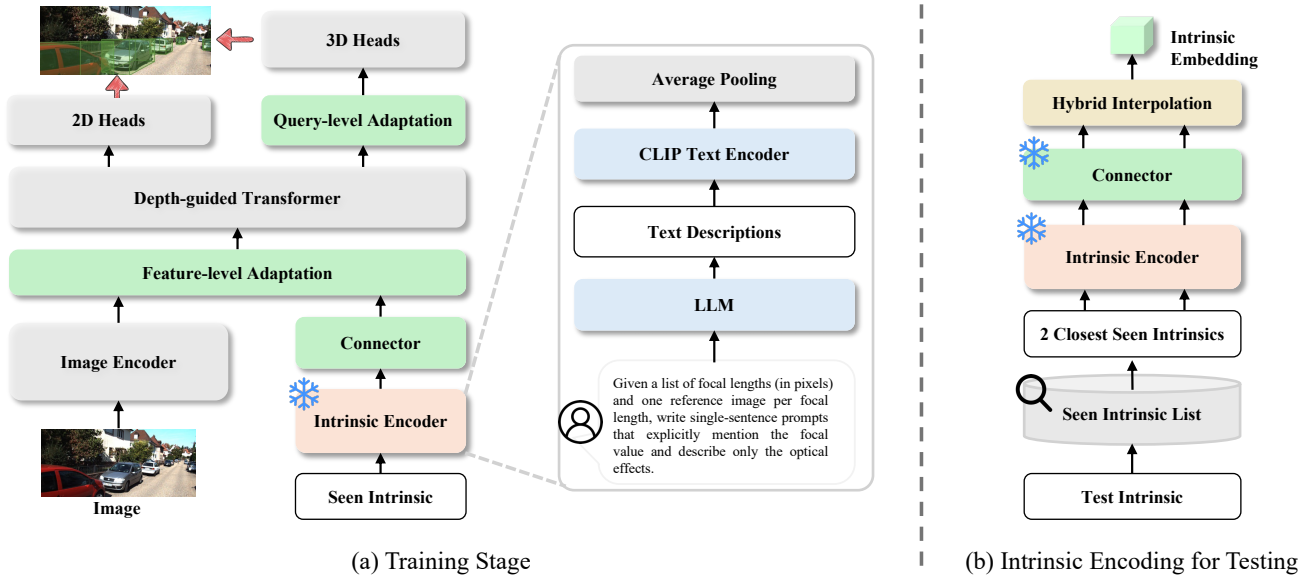 3D Heads
2D Heads
Query-level Adaptation
Depth-guided Transformer
Feature-level Adaptation
Image Encoder
Connector
Intrinsic Encoder
Seen Intrinsic
Image
Average Pooling
CLIP Text Encoder
Text Descriptions
LLM
Given a list of focal lengths (in pixels)
and one reference image per focal
length, write single-sentence prompts
that explicitly mention the focal
value and describe only the optical
effects.
(a) Training Stage
Intrinsic
Embedding
Hybrid Interpolation
Connector
Intrinsic Encoder
2 Closest Seen Intrinsics
Seen Intrinsic List
Test Intrinsic
(b) Intrinsic Encoding for Testing